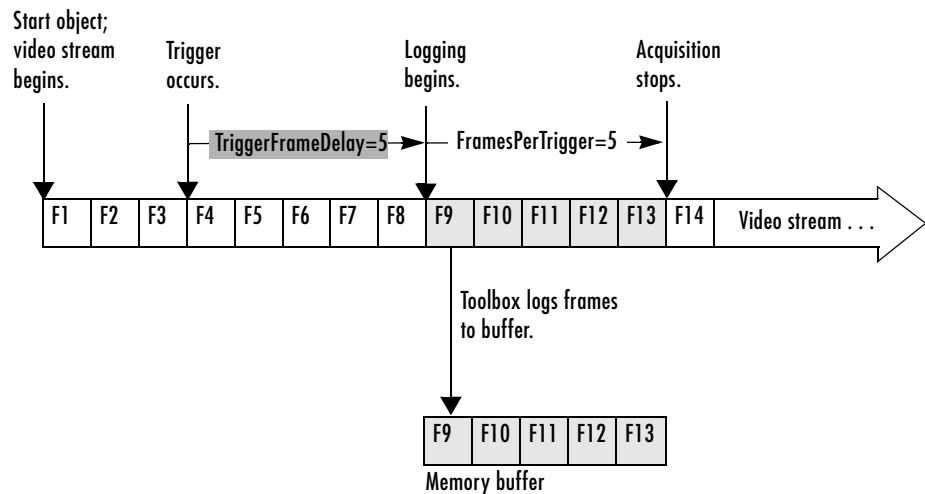 Start object;
video stream
begins.
Trigger
occurs.
Logging
begins.
Acquisition
stops.
TriggerFrameDelay=5
FramesPerTrigger=5
F1 F2 F3 F4 F5 F6 F7 F8 F9 F10 F11 F12 F13 F14 Video stream . . .
Toolbox logs frames
to buffer.
F9 F10 F11 F12 F13
Memory buffer